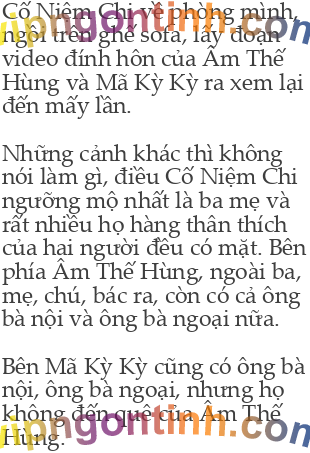 Cố Niệm Chi về phòng mình,
ngồi trên ghế sofa, lấy đoạn
video đính hôn của Âm Thế
Hùng và Mã Kỳ Kỳ ra xem lại
đến mấy lần.

Những cảnh khác thì không
nói làm gì, điều Cố Niệm Chi
ngưỡng mộ nhất là ba mẹ và
rất nhiều họ hàng thân thích
của hai người đều có mặt. Bên
phía Âm Thế Hùng, ngoài ba,
mẹ, chú, bác ra, còn có cả ông
bà nội và ông bà ngoại nữa.

Bên Mã Kỳ Kỳ cũng có ông bà
nội, ông bà ngoại, nhưng họ
không đến quê của Âm Thế
Hùng.
vipngontinh.com
vipngontinh.com